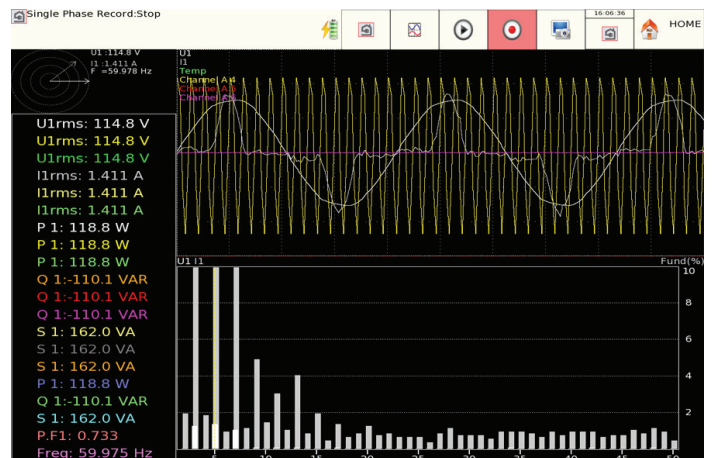 Single Phase Record:Stop
16:06:36
HOME
U1 :114.8 V
I1 :1.411 A
F =59.978 Hz
U1rms: 114.8 V
U1rms: 114.8 V
U1rms: 114.8 V
I1rms: 1.411 A
I1rms: 1.411 A
I1rms: 1.411 A
P 1: 118.8 W
P 1: 118.8 W
P 1: 118.8 W
Q 1:-110.1 VAR
Q 1:-110.1 VAR
Q 1:-110.1 VAR
S 1: 162.0 VA
S 1: 162.0 VA
S 1: 162.0 VA
P 1: 118.8 W
Q 1:-110.1 VAR
S 1: 162.0 VA
P.F1: 0.733
Freq: 59.975 Hz
U1
I1
Temp
Channel A.4
Channel A.5
U1 I1
Fund(%)
10
8
6
4
2
5
10
15
20
25
30
35
40
45
50